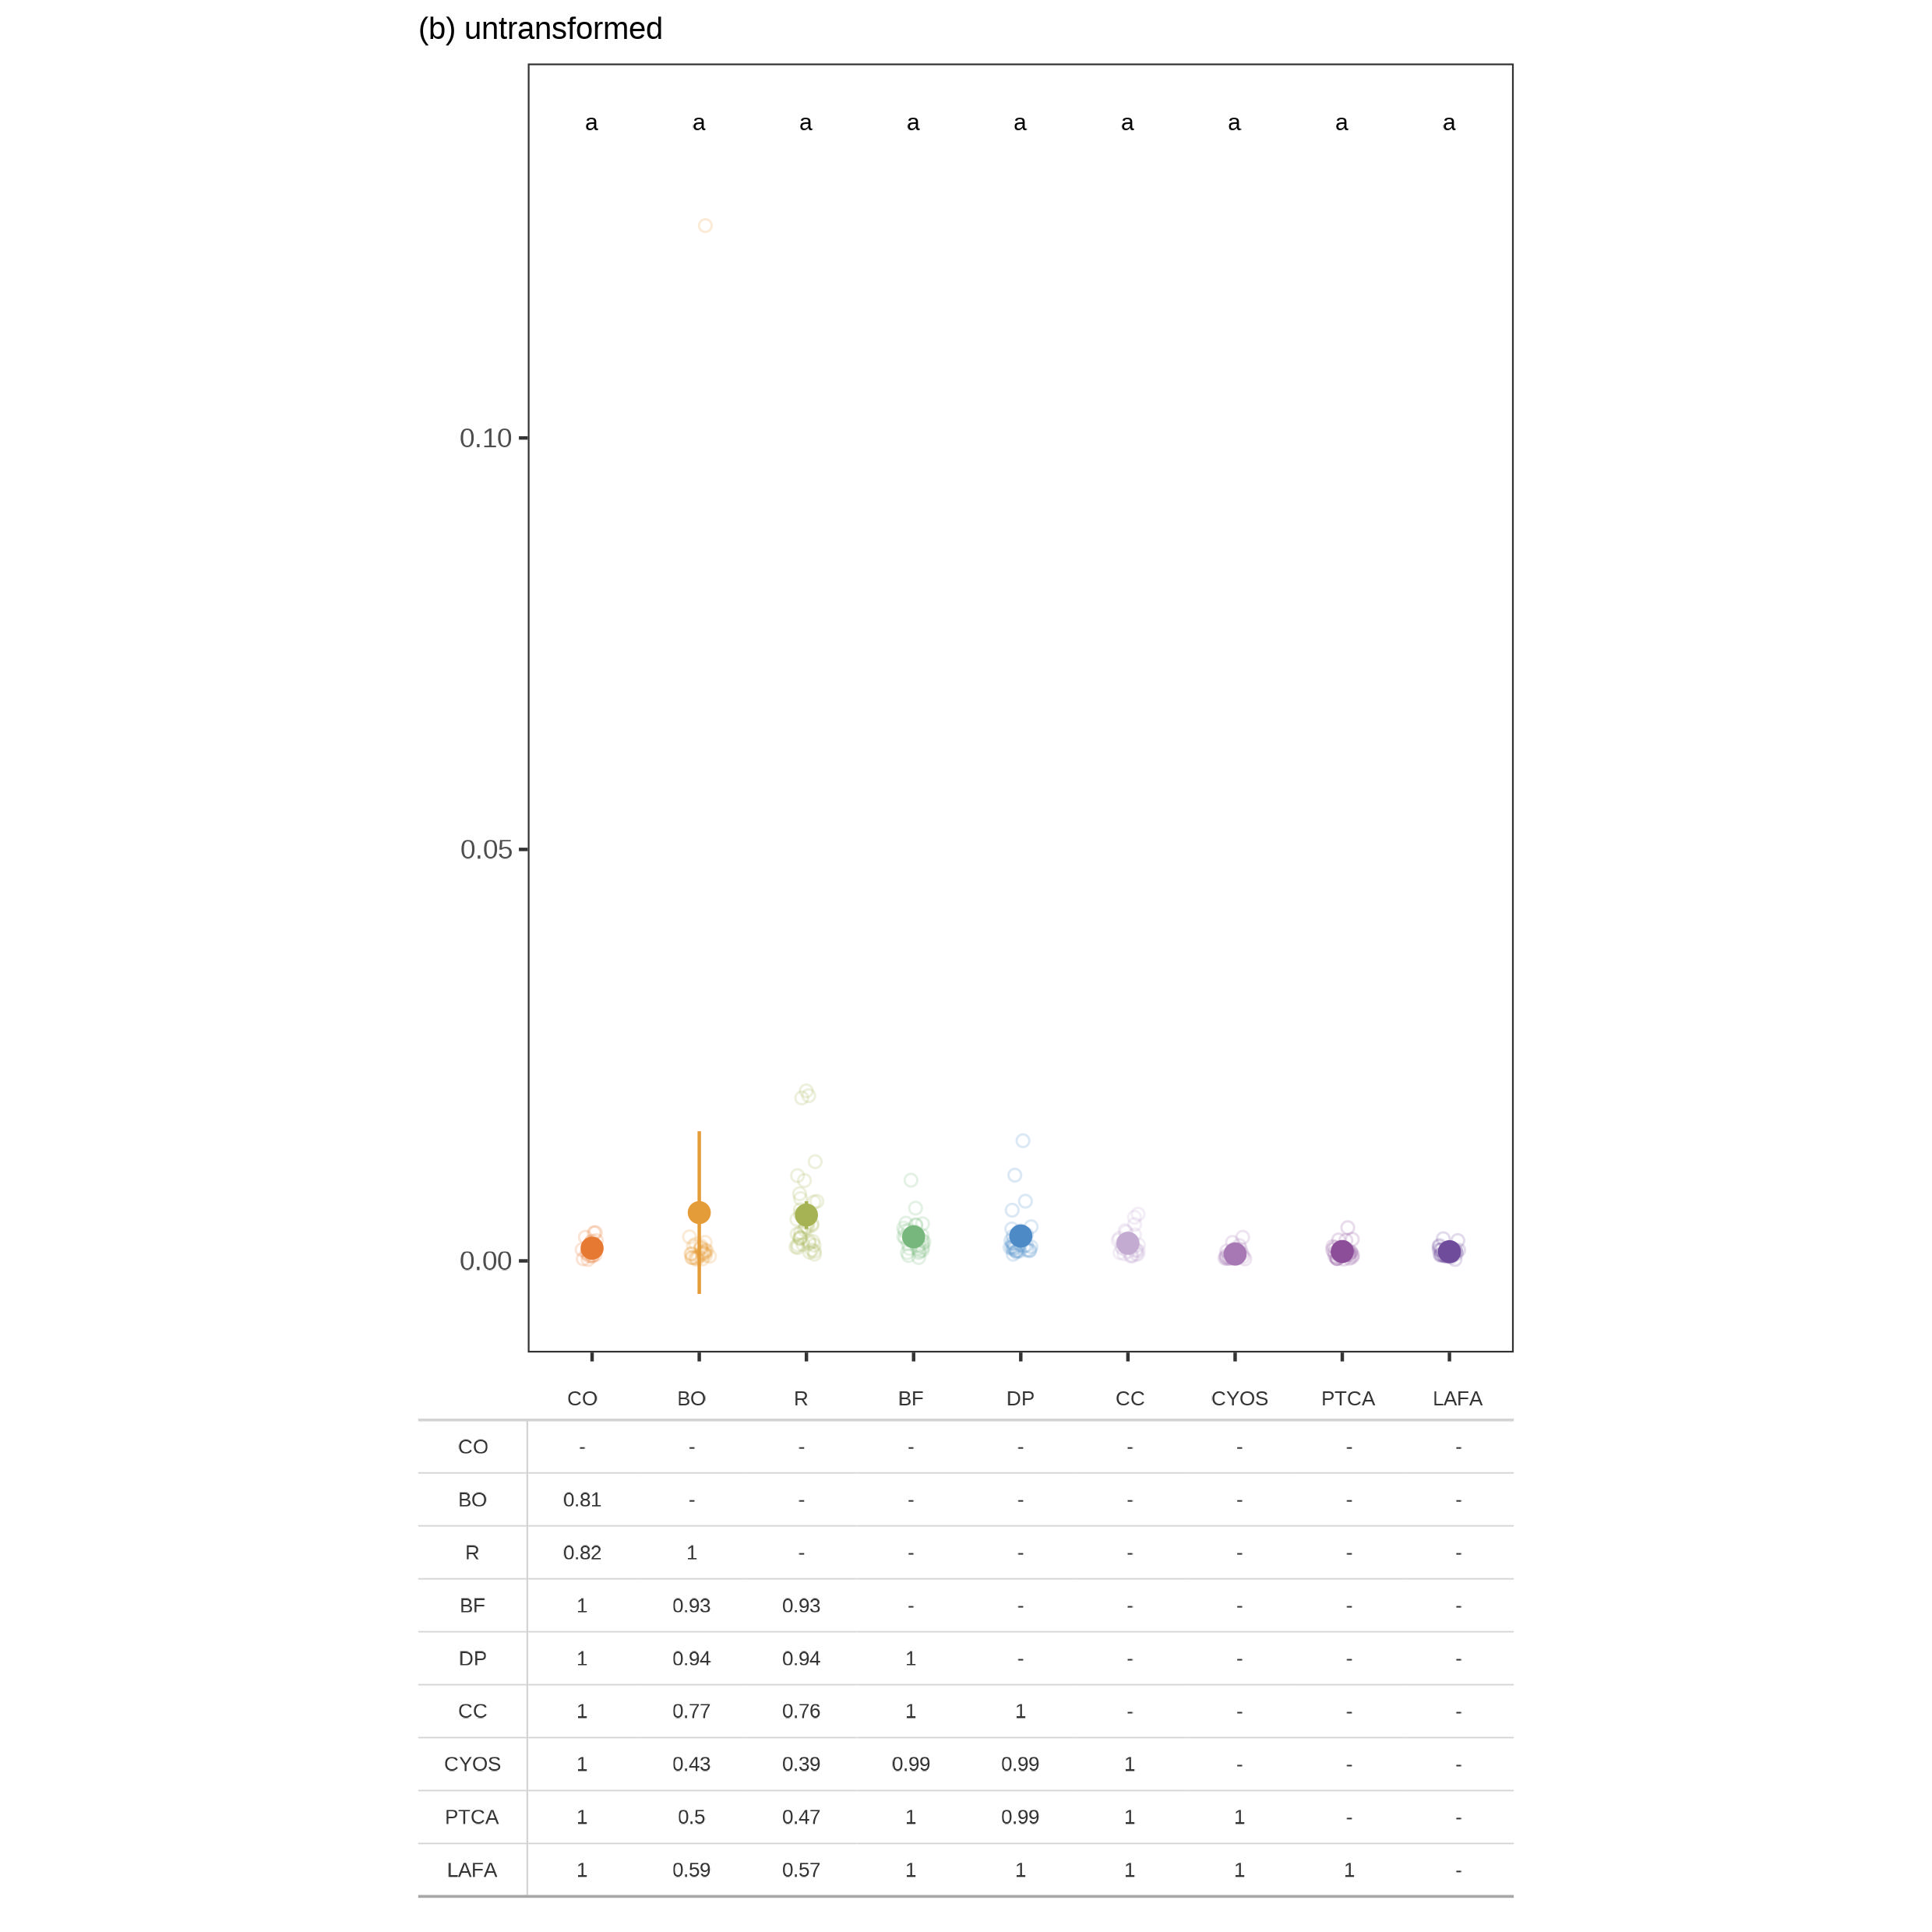 (b) untransformed
a a a a a a a a a
0.10
0.05
0.00
CO BO R BF DP CC CYOS PTCA LAFA
CO - - - - - - - - -
BO 0.81 - - - - - - - -
R 0.82 1 - - - - - - -
BF 1 0.93 0.93 - - - - - -
DP 1 0.94 0.94 1 - - - - -
CC 1 0.77 0.76 1 1 - - - -
CYOS 1 0.43 0.39 0.99 0.99 1 - - -
PTCA 1 0.5 0.47 1 0.99 1 1 - -
LAFA 1 0.59 0.57 1 1 1 1 1 -